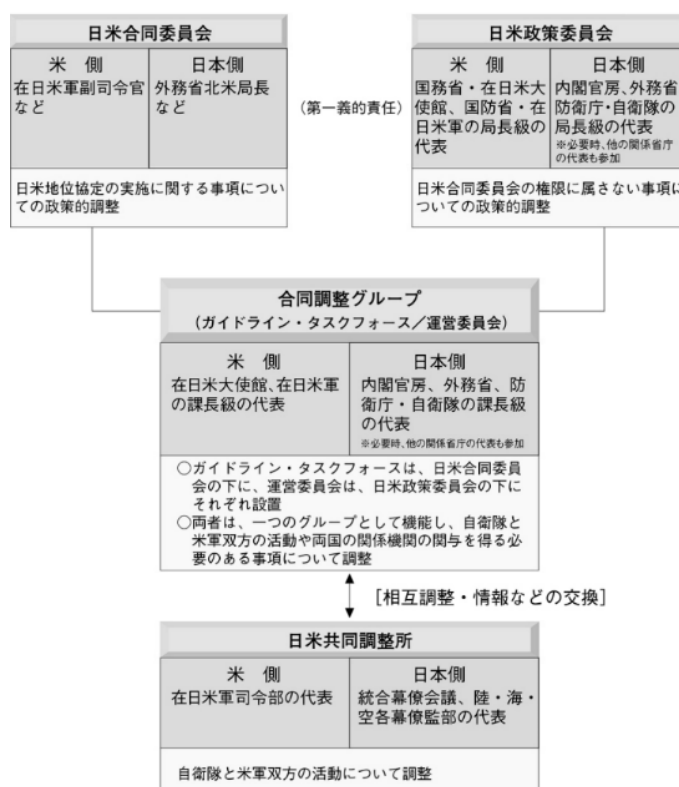 日米合同委員会
米 側
在日米軍副司令官
など
日本側
外務省北米局長
など
日米地位協定の実施に関する事項につい
ての政策的調整
(第一義的責任)
日米政策委員会
米 側
国務省・在日米大
使館、国防省・在
日米軍の局長級の
代表
日本側
内閣官房、外務省
防衛庁・自衛隊の
局長級の代表
※必要時、他の関係省庁
の代表も参加
日米合同委員会の権限に属さない事項に
ついての政策的調整
合同調整グループ
(ガイドライン・タスクフォース/運営委員会)
米 側
在日米大使館、在日米軍
の課長級の代表
日本側
内閣官房、外務省、防
衛庁・自衛隊の課長級
の代表
※必要時、他の関係省庁の代表も参加
○ガイドライン・タスクフォースは、日米合同委員
会の下に、運営委員会は、日米政策委員会の下に
それぞれ設置
○両者は、一つのグループとして機能し、自衛隊と
米軍双方の活動や両国の関係機関の関与を得る必
要のある事項について調整
[相互調整・情報などの交換]
日米共同調整所
米 側
在日米軍司令部の代表
日本側
統合幕僚会議、陸・海・
空各幕僚監部の代表
自衛隊と米軍双方の活動について調整